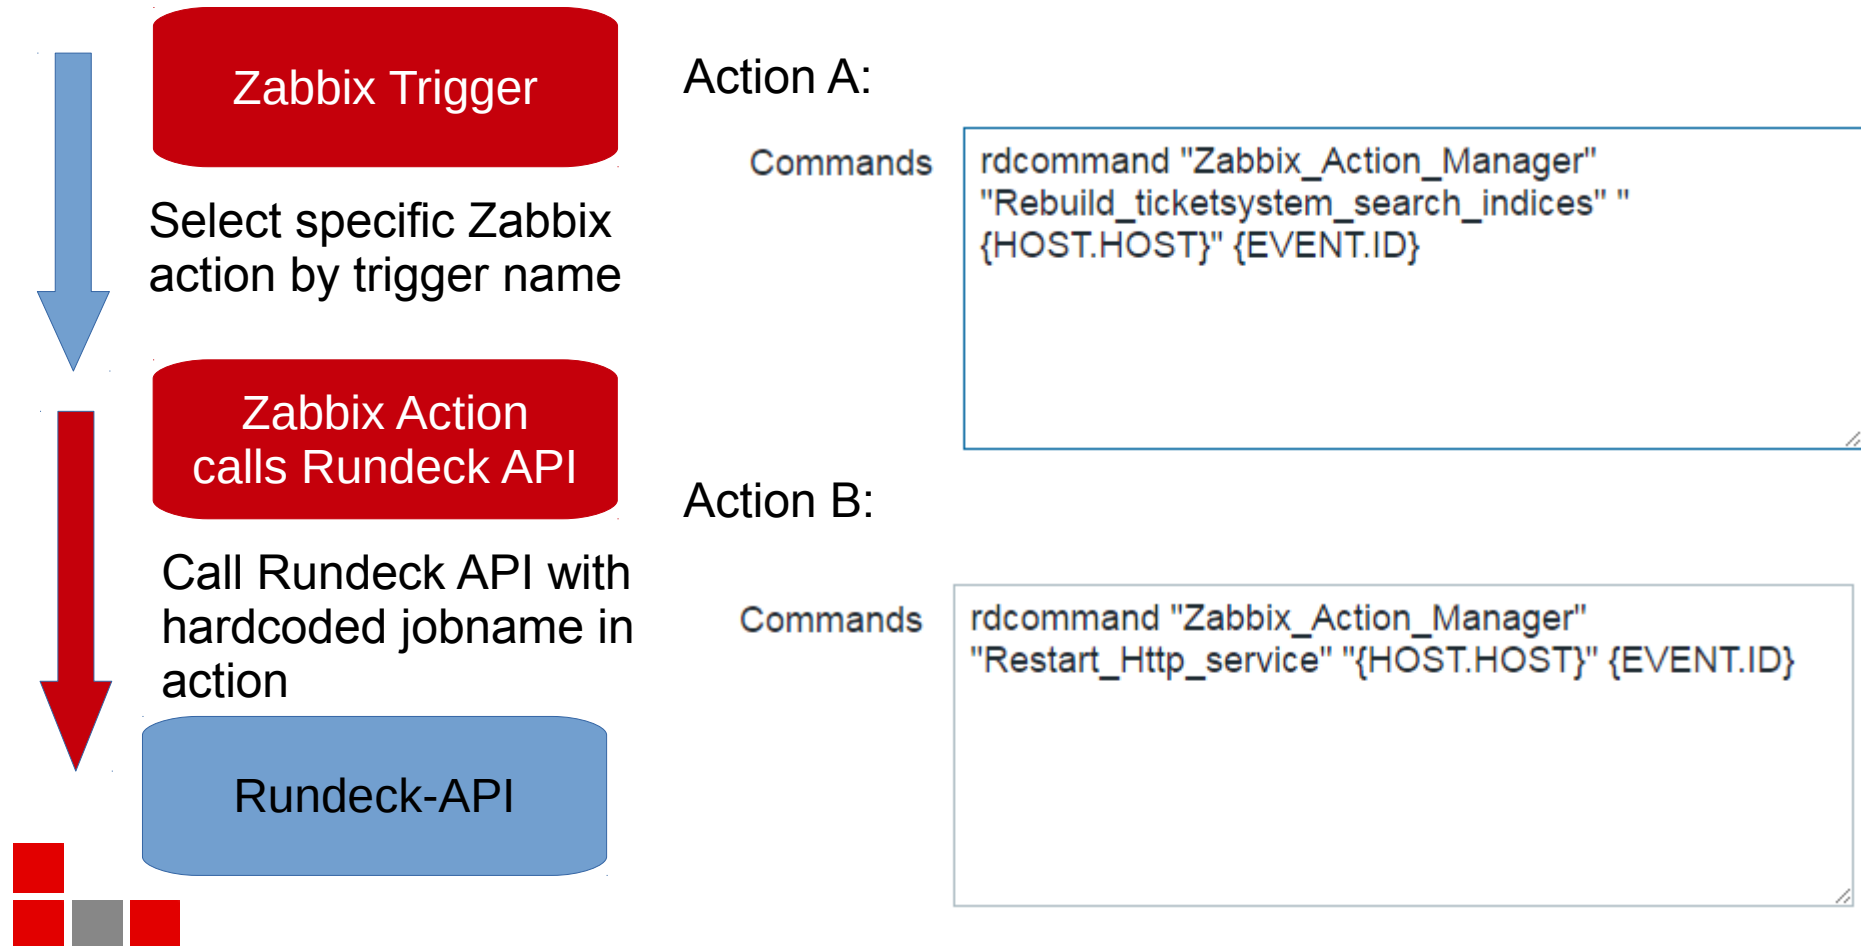 Zabbix Trigger
Select specific Zabbix
action by trigger name
Zabbix Action
calls Rundeck API
Call Rundeck API with
hardcoded jobname in
action
Rundeck-API
Action A:
Commands
rdcommand "Zabbix_Action_Manager"
"Rebuild_ticketsystem_search_indices" "
{HOST.HOST}" {EVENT.ID}
Action B:
Commands
rdcommand "Zabbix_Action_Manager"
"Restart_Http_service" "{HOST.HOST}" {EVENT.ID}